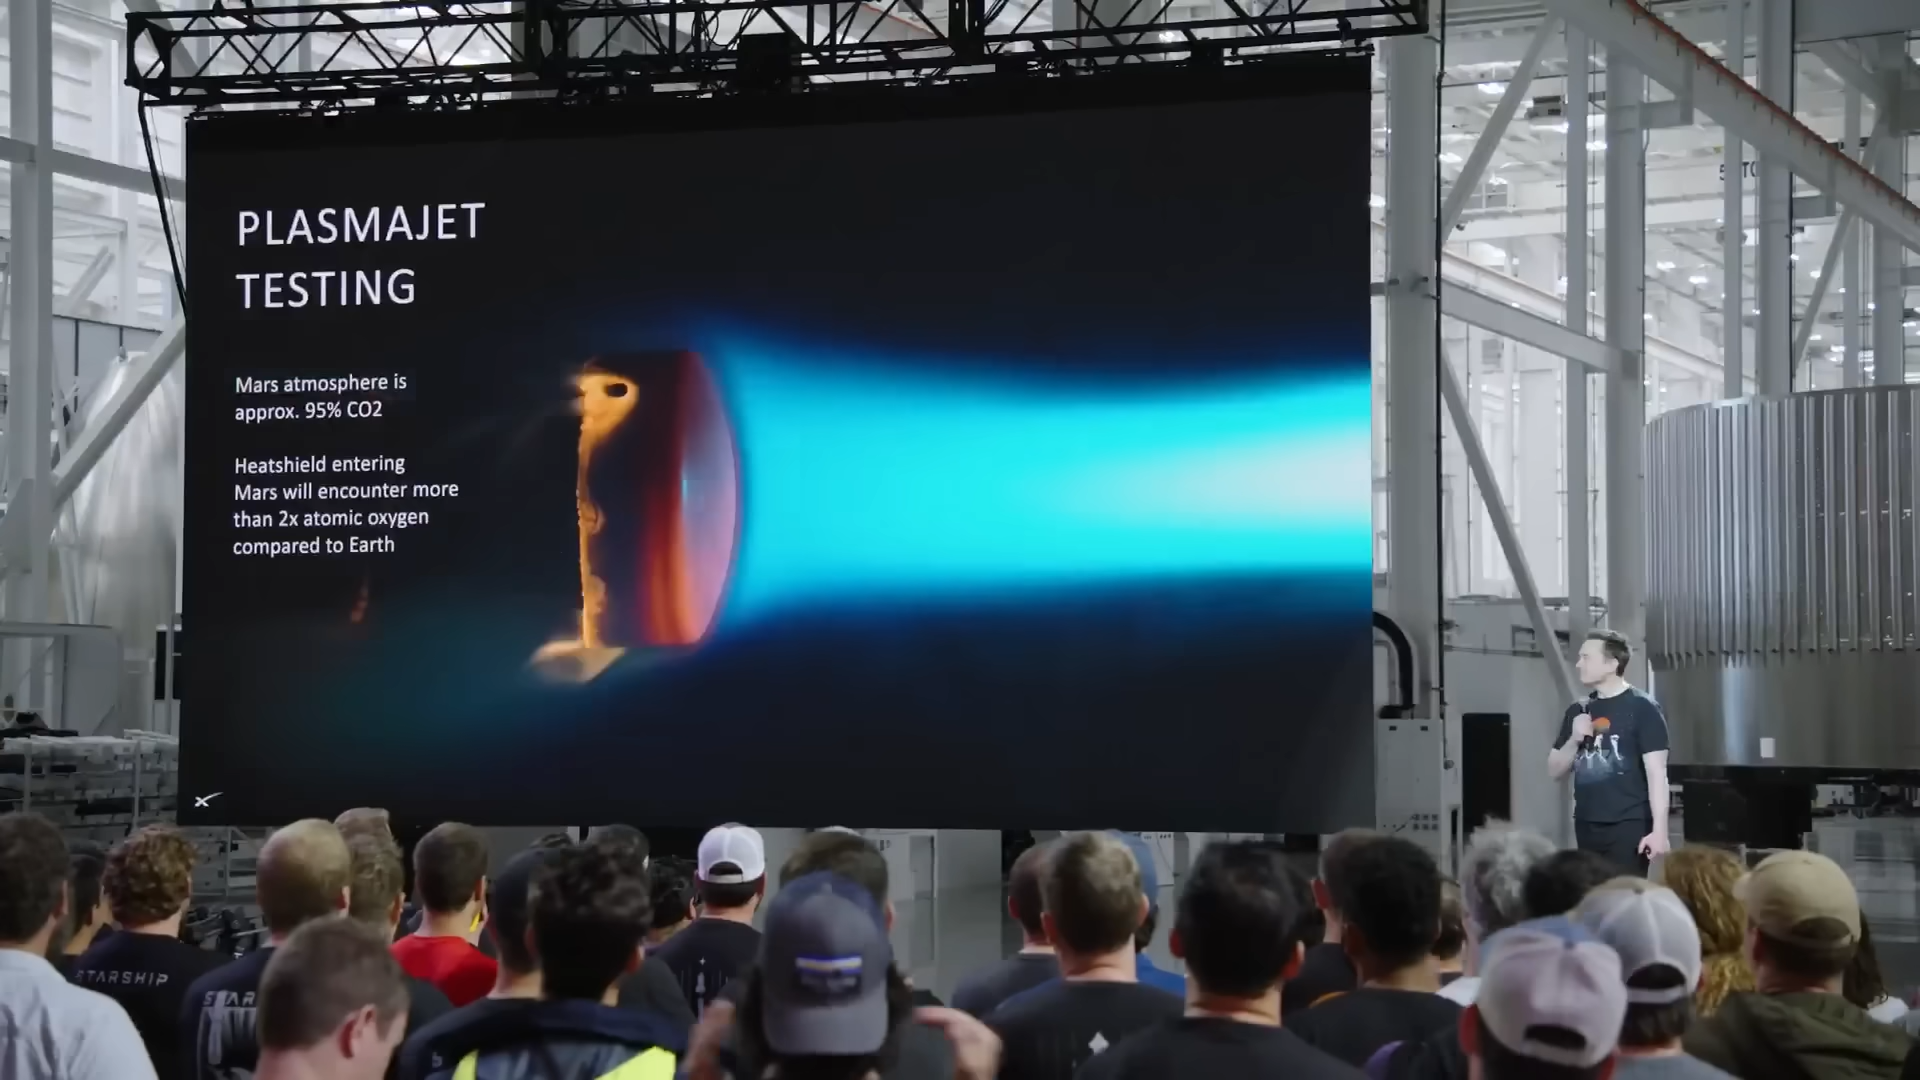 PLASMAJET
TESTING
Mars atmosphere is
approx. 95% CO2
Heatshield entering
Mars will encounter more
than 2x atomic oxygen
compared to Earth
STARSHIP